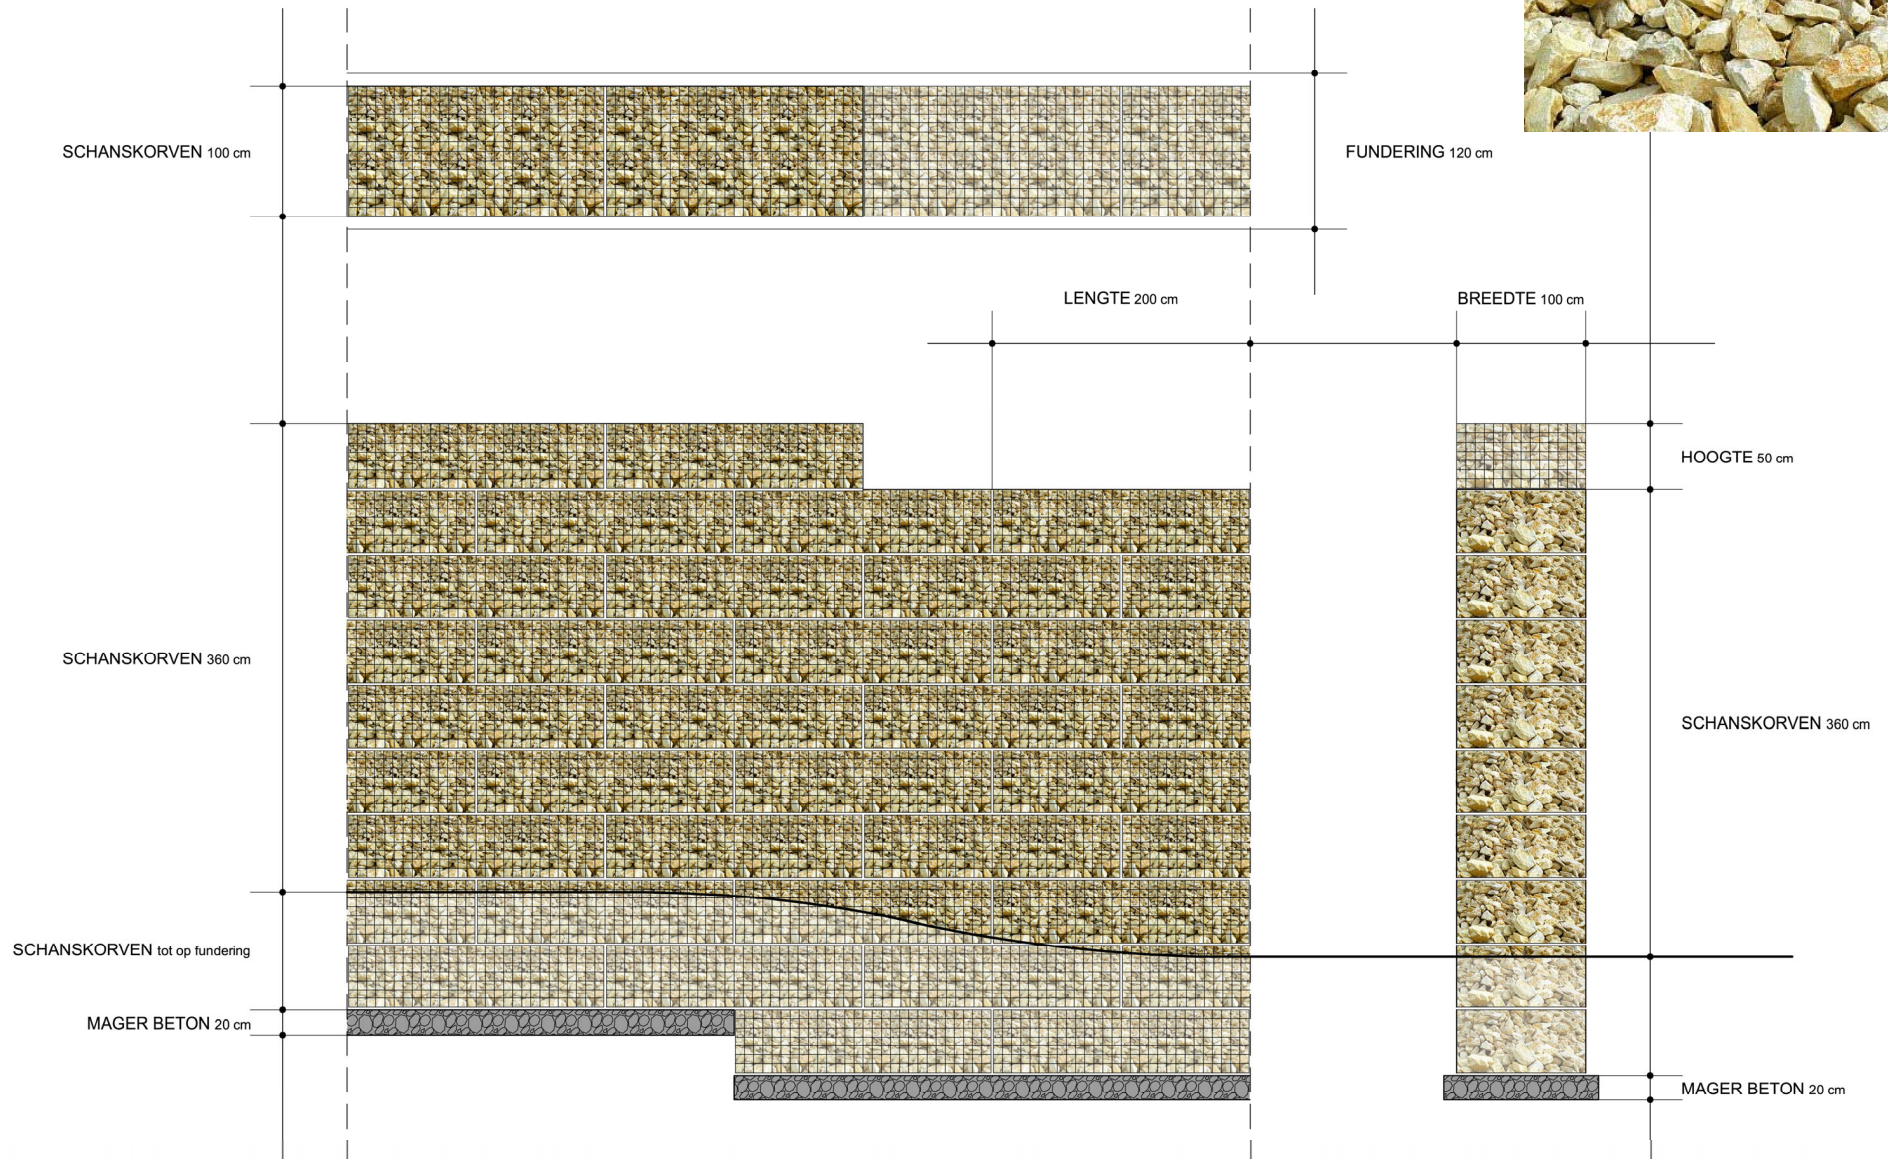 SCHANSKORVEN 100 cm
FUNDERING 120 cm
LENGTE 200 cm
BREEDTE 100 cm
HOOGTE 50 cm
SCHANSKORVEN 360 cm
SCHANSKORVEN 360 cm
SCHANSKORVEN tot op fundering
MAGER BETON 20 cm
MAGER BETON 20 cm